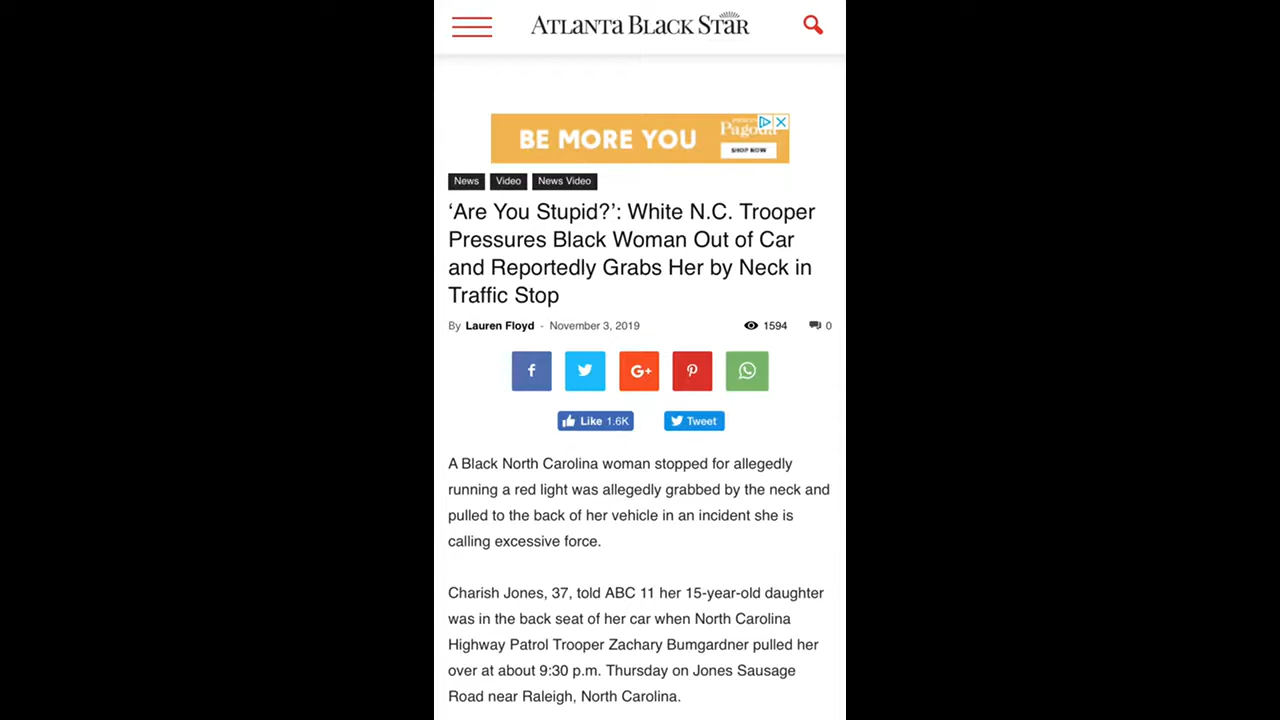 ATLANTA BLACK STAR
BE MORE YOU
Pagoda
SHOP NOW
News Video News Video
‘Are You Stupid?’: White N.C. Trooper
Pressures Black Woman Out of Car
and Reportedly Grabs Her by Neck in
Traffic Stop
By Lauren Floyd - November 3, 2019 1594 0
f G+
Like 1.6K Tweet
A Black North Carolina woman stopped for allegedly
running a red light was allegedly grabbed by the neck and
pulled to the back of her vehicle in an incident she is
calling excessive force.
Charish Jones, 37, told ABC 11 her 15-year-old daughter
was in the back seat of her car when North Carolina
Highway Patrol Trooper Zachary Bumgardner pulled her
over at about 9:30 p.m. Thursday on Jones Sausage
Road near Raleigh, North Carolina.